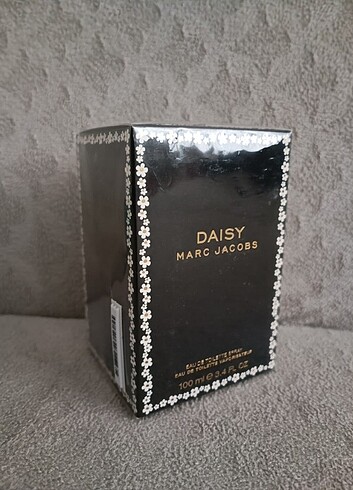 DAISY
MARC JACOBS
EAU DE TOILETTE SPRAY
EAU DE TOILETTE VAPORISATEUR
100 ml ℮ 3.4 FL. OZ